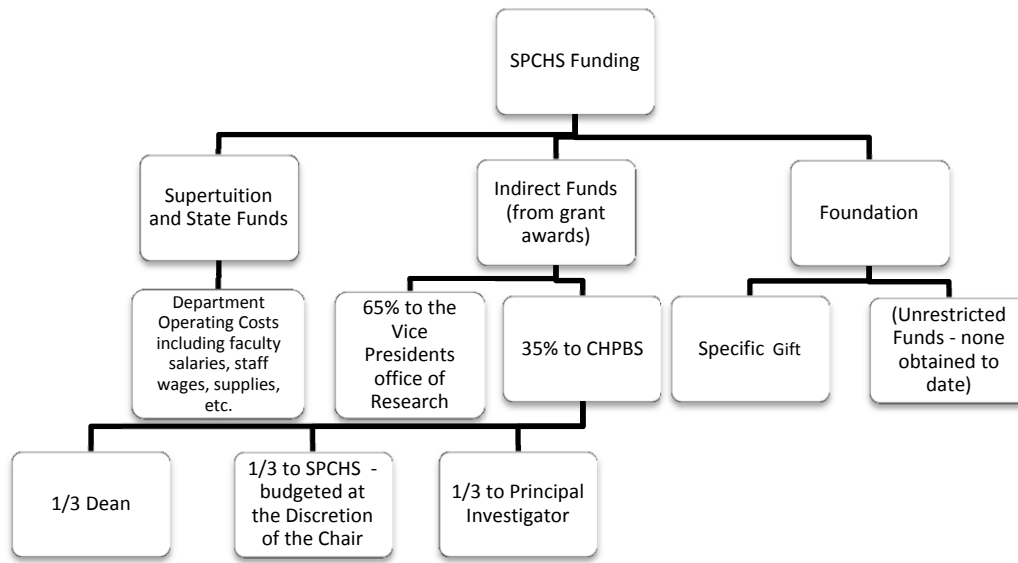 SPCHS Funding
Supertuition
and State Funds
Indirect Funds
(from grant
awards)
Foundation
Department
Operating Costs
including faculty
salaries, staff
wages, supplies,
etc.
65% to the
Vice
Presidents
office of
Research
35% to CHPBS
Specific Gift
(Unrestricted
Funds - none
obtained to
date)
1/3 Dean
1/3 to SPCHS -
budgeted at
the Discretion
of the Chair
1/3 to Principal
Investigator